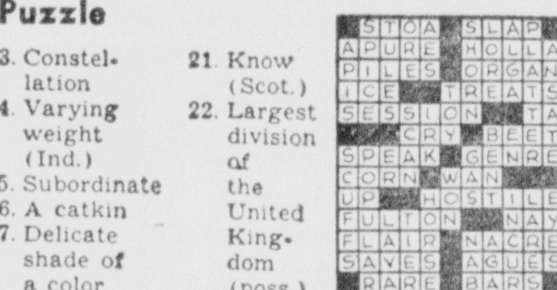 Puzzle
3. Constel-
lation
4. Varying
weight
(Ind.)
5. Subordinate
6. A catkin
7. Delicate
shade of
a color
21. Know
(Scot.)
22. Largest
division
of
the
United
King-
dom
(poss.)
STOA SLAP
APURE HOLLA
PILES ORGAN
ICE TREATS
SESSION TA
CRY BEET
SPEAK GENRE
CORN WAN
UP HOSTILE
FULTON NA
FLAIR NACRE
SAVES AGUES
RARE BARS